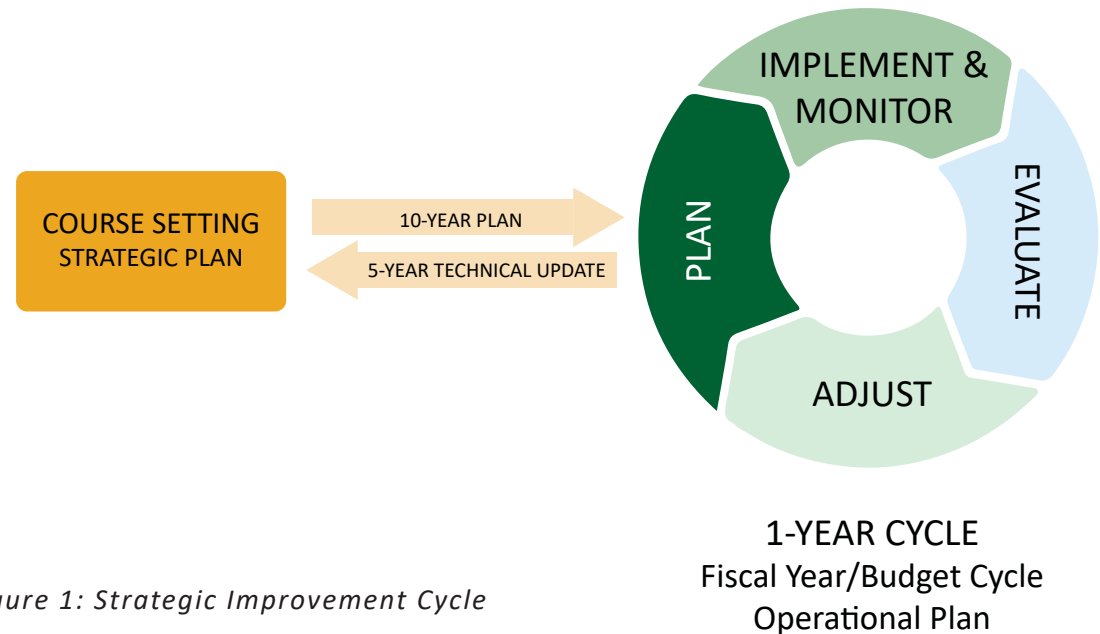 COURSE SETTING
STRATEGIC PLAN
10-YEAR PLAN
5-YEAR TECHNICAL UPDATE
IMPLEMENT &
MONITOR
PLAN
EVALUATE
ADJUST
1-YEAR CYCLE
Fiscal Year/Budget Cycle
Operational Plan
gure 1: Strategic Improvement Cycle